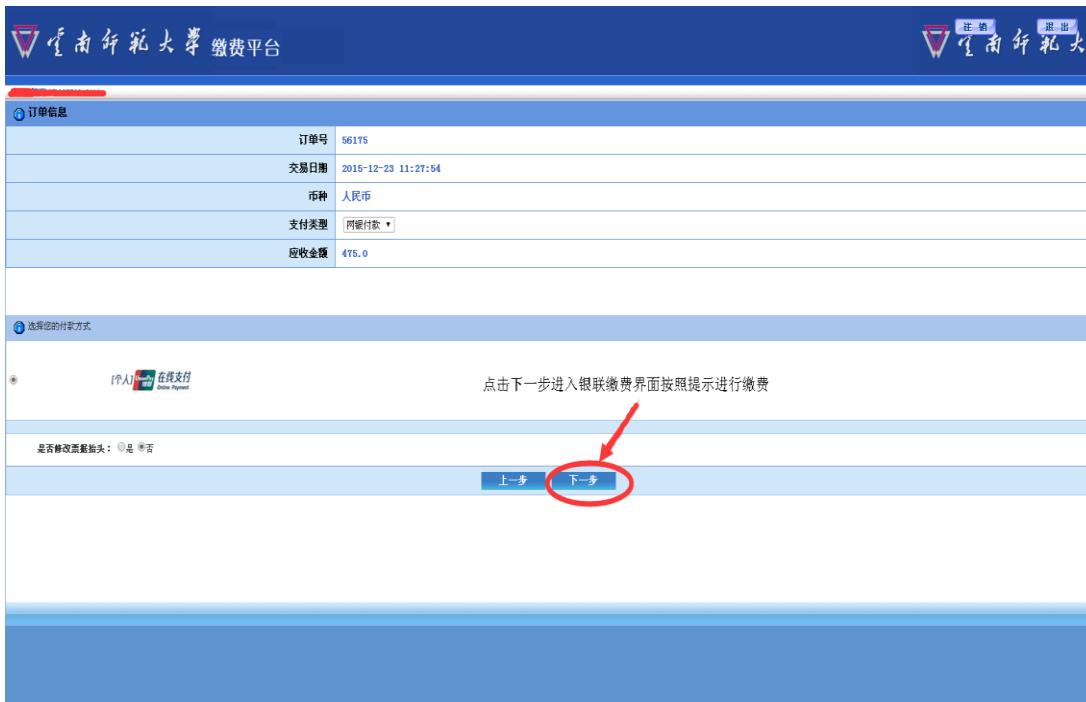 云南师范大学 缴费平台
注 销 退 出
云南师范大
订单信息
订单号 56175
交易日期 2015-12-23 11:27:54
币种 人民币
支付类型 网银付款
应收金额 475.0
选择您的付款方式
[个人] UnionPay 银联 在线支付
Online Payment
点击下一步进入银联缴费界面按照提示进行缴费
是否修改票据抬头： 是 否
上一步 下一步